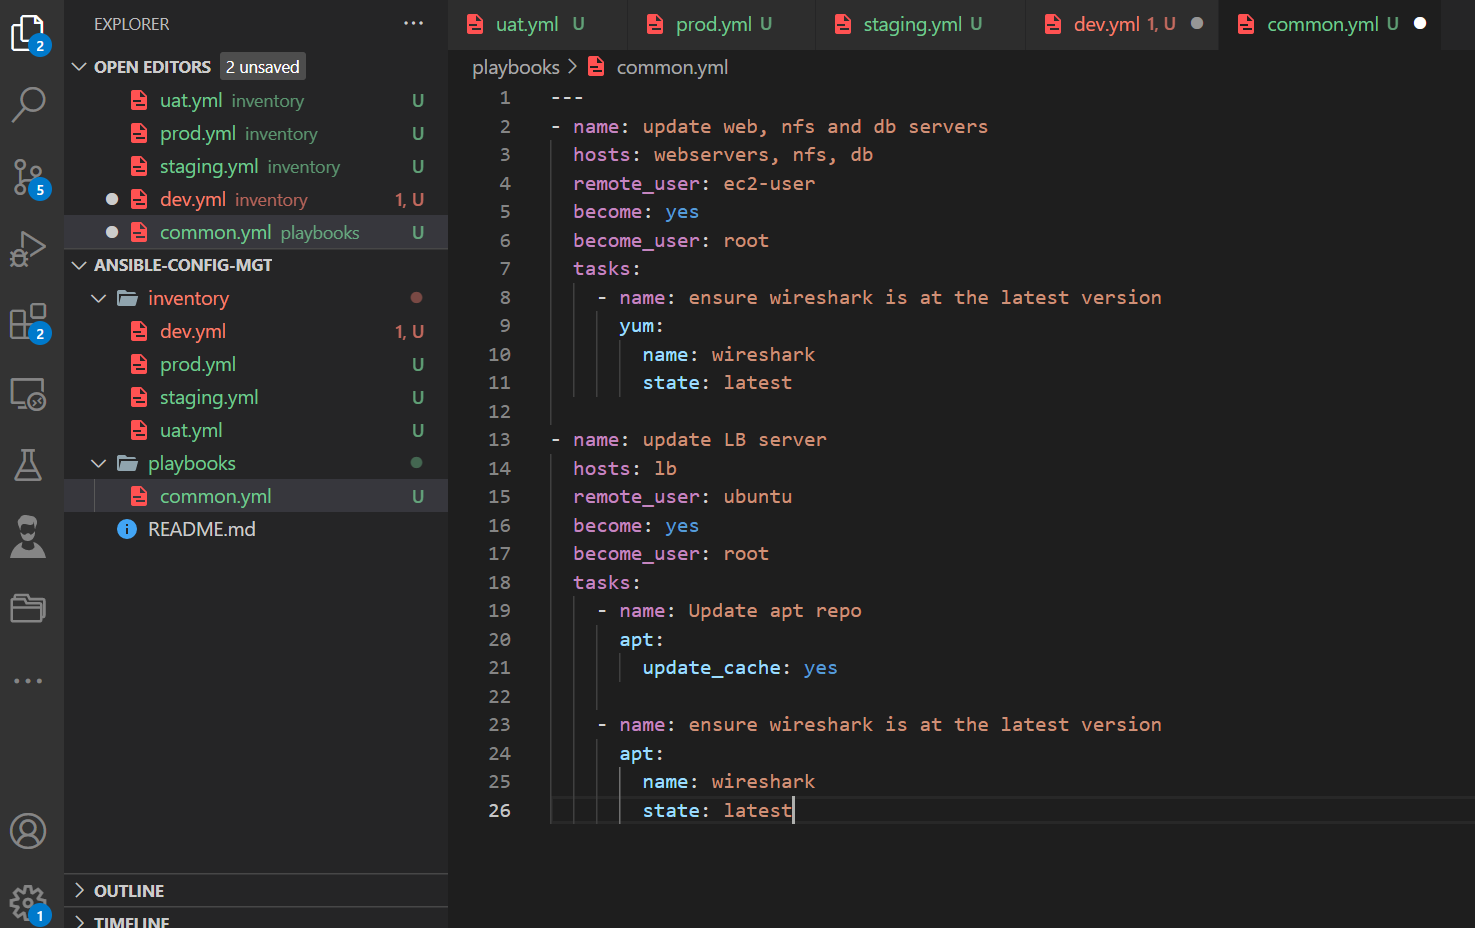 EXPLORER
OPEN EDITORS 2 unsaved
uat.yml inventory U
prod.yml inventory U
staging.yml inventory U
dev.yml inventory 1, U
common.yml playbooks U
ANSIBLE-CONFIG-MGT
inventory
dev.yml 1, U
prod.yml U
staging.yml U
uat.yml U
playbooks
common.yml U
README.md
OUTLINE
TIMELINE
2
5
2
1
uat.yml U prod.yml U staging.yml U dev.yml 1, U common.yml U
playbooks > common.yml
1 ---
2 - name: update web, nfs and db servers
3 hosts: webservers, nfs, db
4 remote_user: ec2-user
5 become: yes
6 become_user: root
7 tasks:
8 - name: ensure wireshark is at the latest version
9 yum:
10 name: wireshark
11 state: latest
12
13 - name: update LB server
14 hosts: lb
15 remote_user: ubuntu
16 become: yes
17 become_user: root
18 tasks:
19 - name: Update apt repo
20 apt:
21 update_cache: yes
22
23 - name: ensure wireshark is at the latest version
24 apt:
25 name: wireshark
26 state: latest